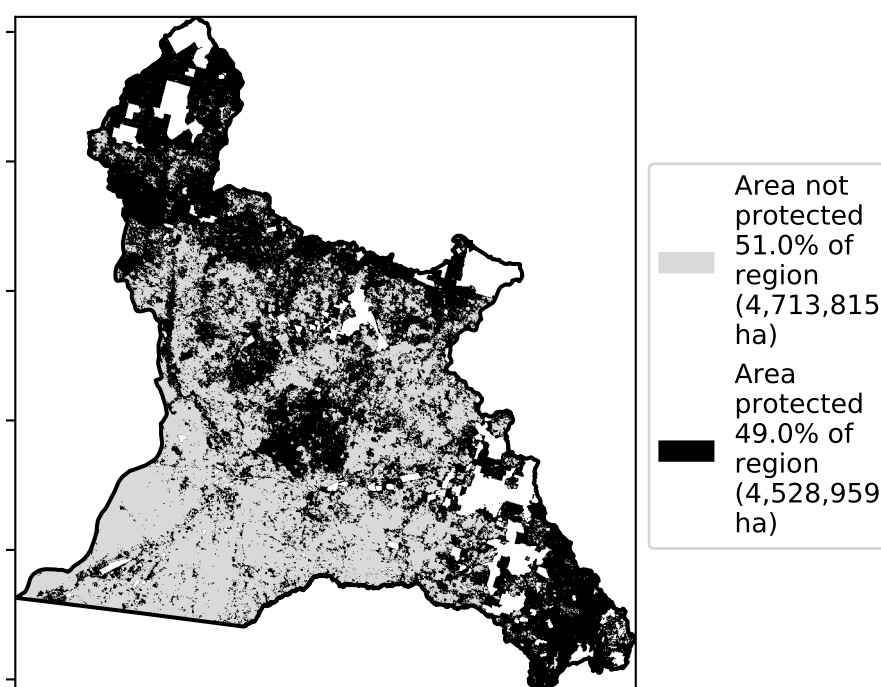 Area not
protected
51.0% of
region
(4,713,815
ha)
Area
protected
49.0% of
region
(4,528,959
ha)